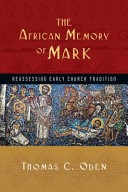 THE
AFRICAN MEMORY
OF
MARK
REASSESSING EARLY CHURCH TRADITION
THOMAS C. ODEN